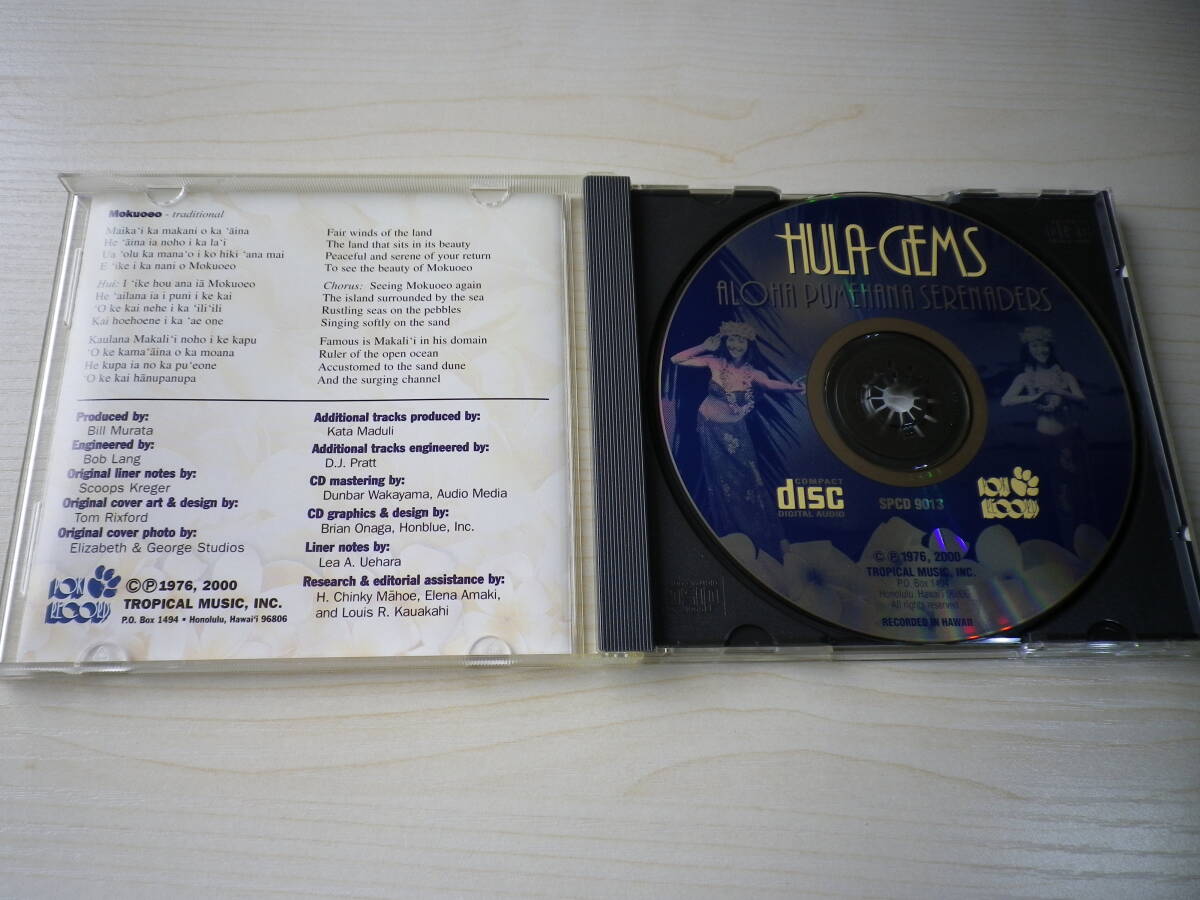 Mokuoeo - traditional
Maika‘i ka makani o ka ‘āina
He ‘āina ia noho i ka la‘i
Ua ‘olu ka mana‘o i ko hiki ‘ana mai
E ‘ike i ka nani o Mokuoeo
Hui: I ‘ike hou ana iā Mokuoeo
He ‘ailana ia i puni i ke kai
‘O ke kai nehe i ka ‘ili‘ili
Kai hoehoene i ka ‘ae one
Kaulana Makali‘i noho i ke kapu
‘O ke kama‘āina o ka moana
He kupa ia no ka pu‘eone
‘O ke kai hānupanupa
Fair winds of the land
The land that sits in its beauty
Peaceful and serene of your return
To see the beauty of Mokuoeo
Chorus: Seeing Mokuoeo again
The island surrounded by the sea
Rustling seas on the pebbles
Singing softly on the sand
Famous is Makali‘i in his domain
Ruler of the open ocean
Accustomed to the sand dune
And the surging channel
Produced by:
Bill Murata
Engineered by:
Bob Lang
Original liner notes by:
Scoops Kreger
Original cover art & design by:
Tom Rixford
Original cover photo by:
Elizabeth & George Studios
Additional tracks produced by:
Kata Maduli
Additional tracks engineered by:
D.J. Pratt
CD mastering by:
Dunbar Wakayama, Audio Media
CD graphics & design by:
Brian Onaga, Honblue, Inc.
Liner notes by:
Lea A. Uehara
Research & editorial assistance by:
H. Chinky Māhoe, Elena Amaki,
and Louis R. Kauakahi
POKI
RECORDS
©℗1976, 2000
TROPICAL MUSIC, INC.
P.O. Box 1494 • Honolulu, Hawai‘i 96806
HULA GEMS
ALOHA PUMEHANA SERENADERS
COMPACT
disc
DIGITAL AUDIO
SPCD 9013
POKI
RECORDS
©℗1976, 2000
TROPICAL MUSIC, INC.
P.O. Box 1494
Honolulu, Hawai‘i 96806
All rights reserved
RECORDED IN HAWAII